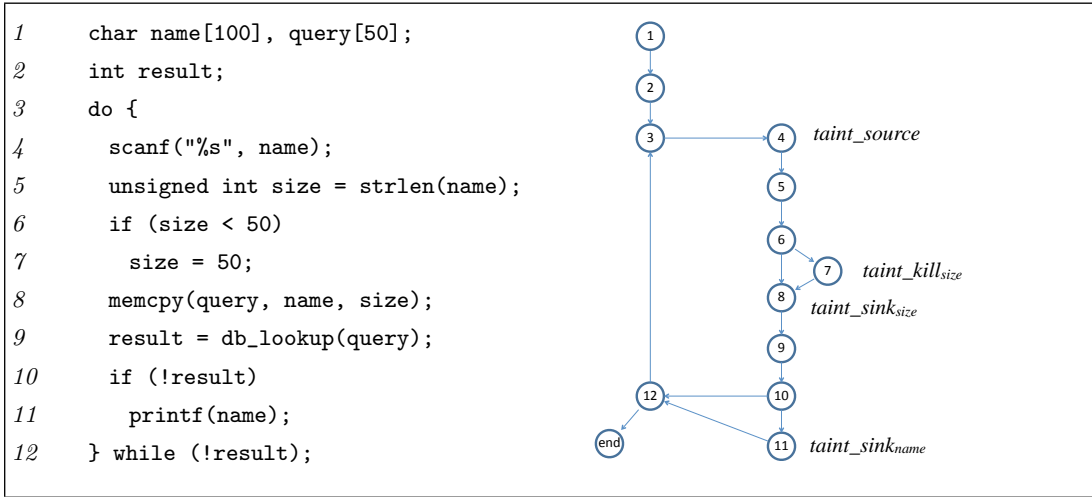 1 char name[100], query[50];
2 int result;
3 do {
4 scanf("%s", name);
5 unsigned int size = strlen(name);
6 if (size < 50)
7 size = 50;
8 memcpy(query, name, size);
9 result = db_lookup(query);
10 if (!result)
11 printf(name);
12 } while (!result);
1
2
3
4 taint_source
5
6
7 taint_kill_size
8 taint_sink_size
9
12
10
end
11 taint_sink_name